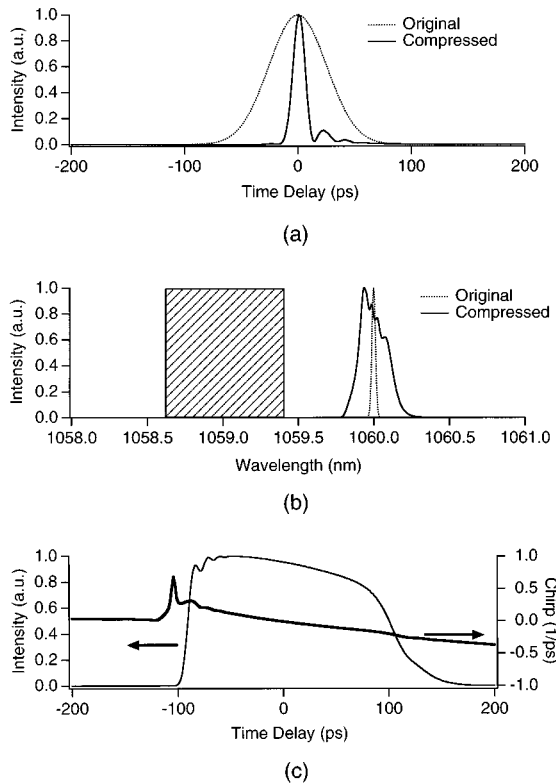 Intensity (a.u.)
1.0
0.8
0.6
0.4
0.2
0.0
Original
Compressed
-200 -100 0 100 200
Time Delay (ps)
(a)
Intensity (a.u.)
1.0
0.8
0.6
0.4
0.2
0.0
Original
Compressed
1058.0 1058.5 1059.0 1059.5 1060.0 1060.5 1061.0
Wavelength (nm)
(b)
Intensity (a.u.)
1.0
0.8
0.6
0.4
0.2
0.0
1.0
0.5
0.0
-0.5
-1.0
Chirp (1/ps)
-200 -100 0 100 200
Time Delay (ps)
(c)